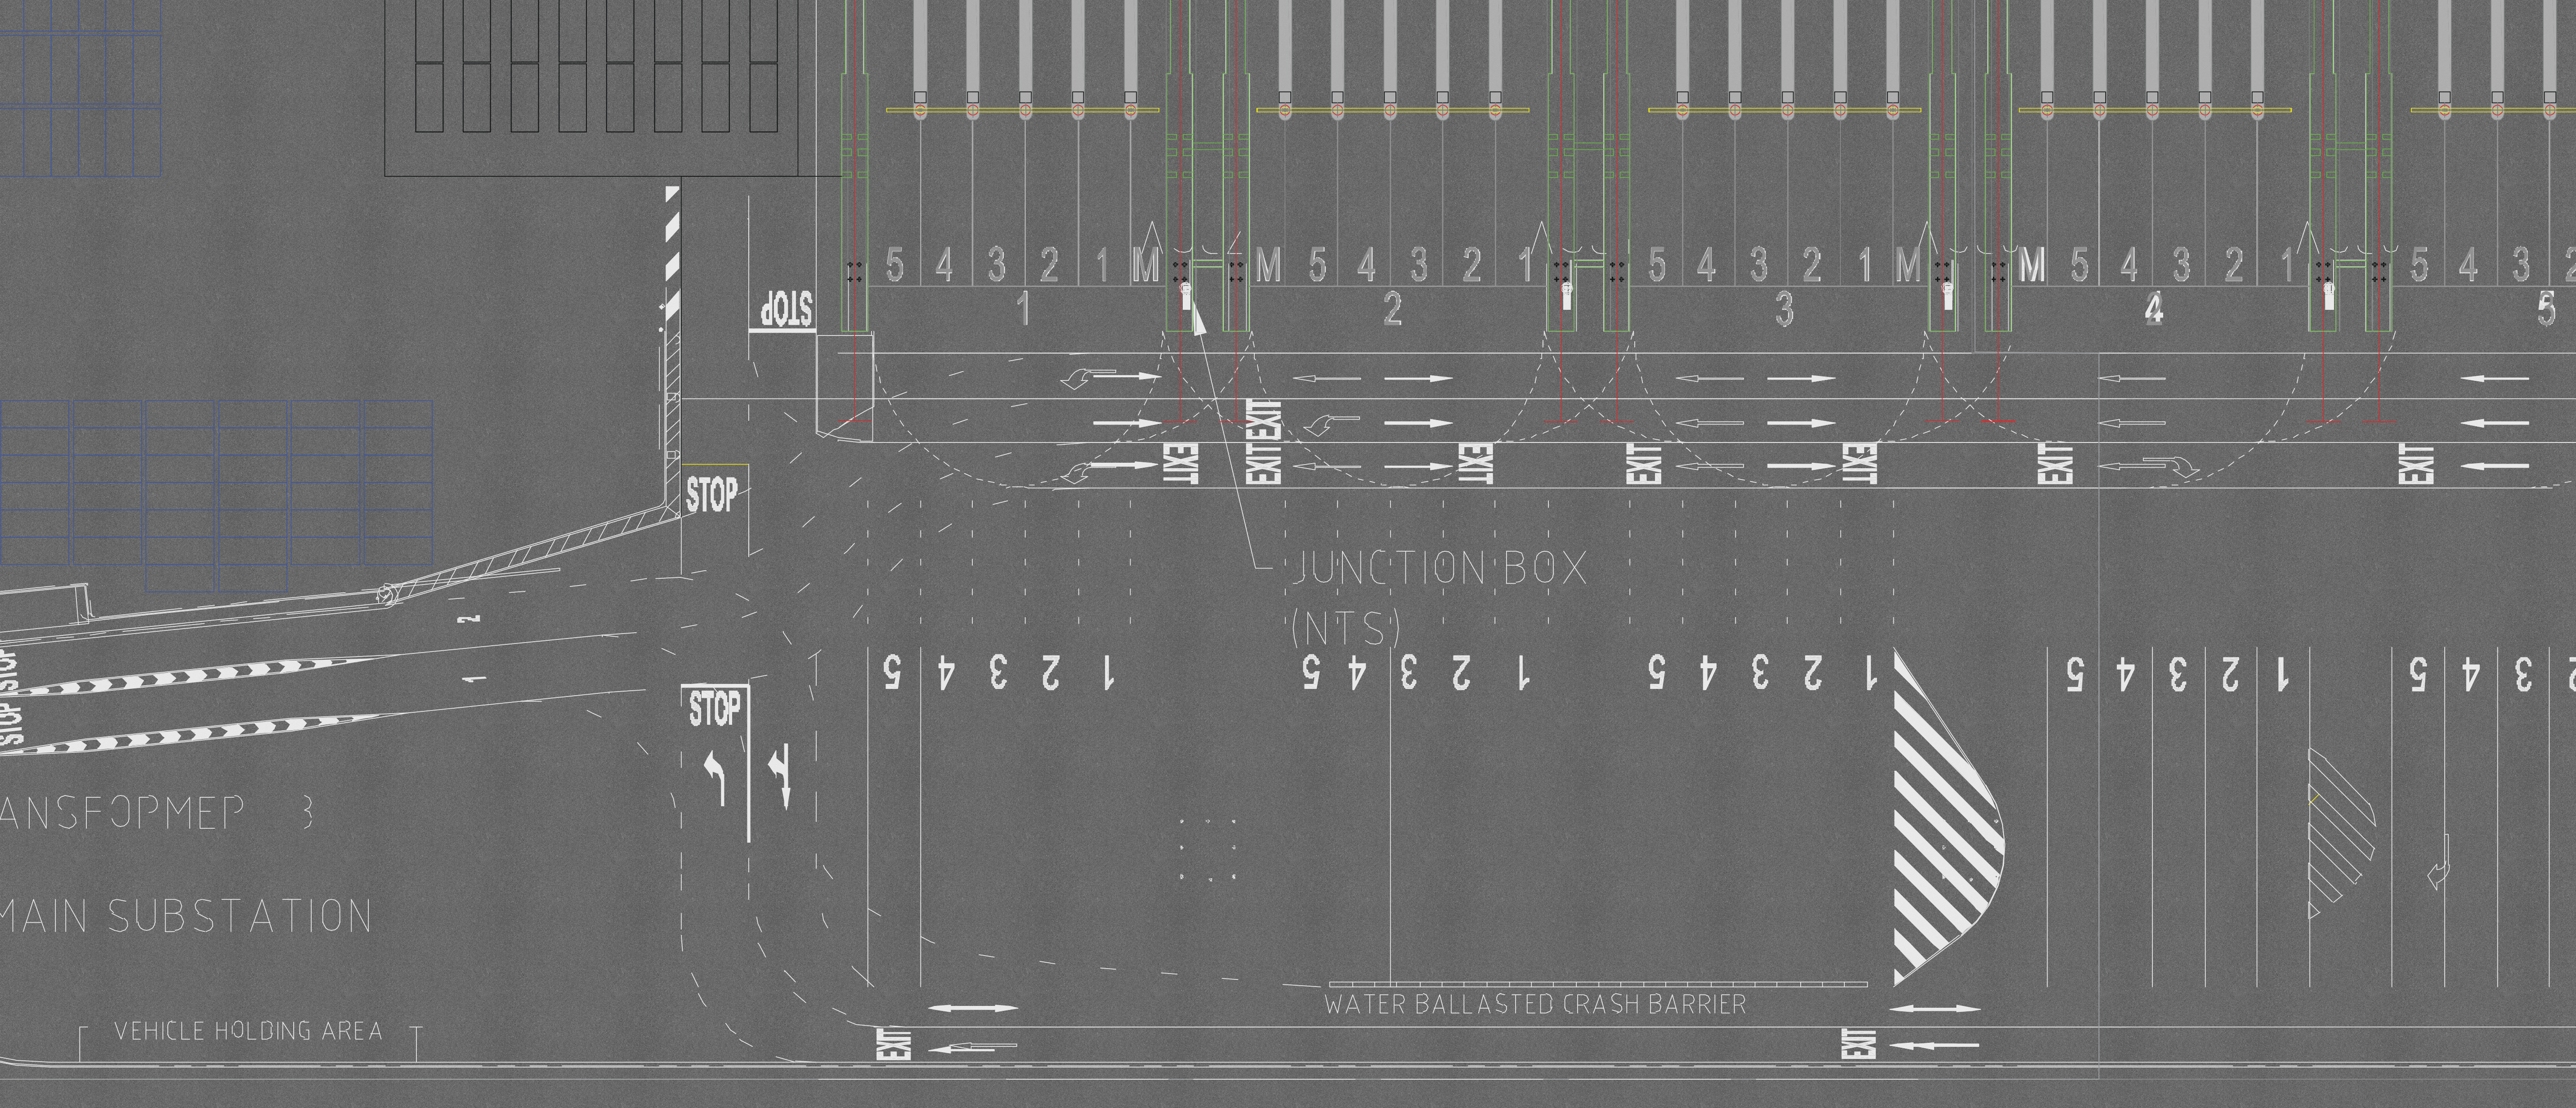 5 4 3 2 1 M M 5 4 3 2 1 5 4 3 2 1 M M 5 4 3 2 1 5 4 3 2
1 2 3
STOP
EXIT EXIT
EXIT EXIT EXIT EXIT EXIT EXIT EXIT
STOP
JUNCTION BOX
(NTS)
2
1
STOP STOP
STOP
5 4 3 2 1 5 4 3 2 1 5 4 3 2 1 5 4 3 2 1 5 4 3 2
STOP
ANSFOPMEP 3
MAIN SUBSTATION
WATER BALLASTED CRASH BARRIER
VEHICLE HOLDING AREA
EXIT EXIT